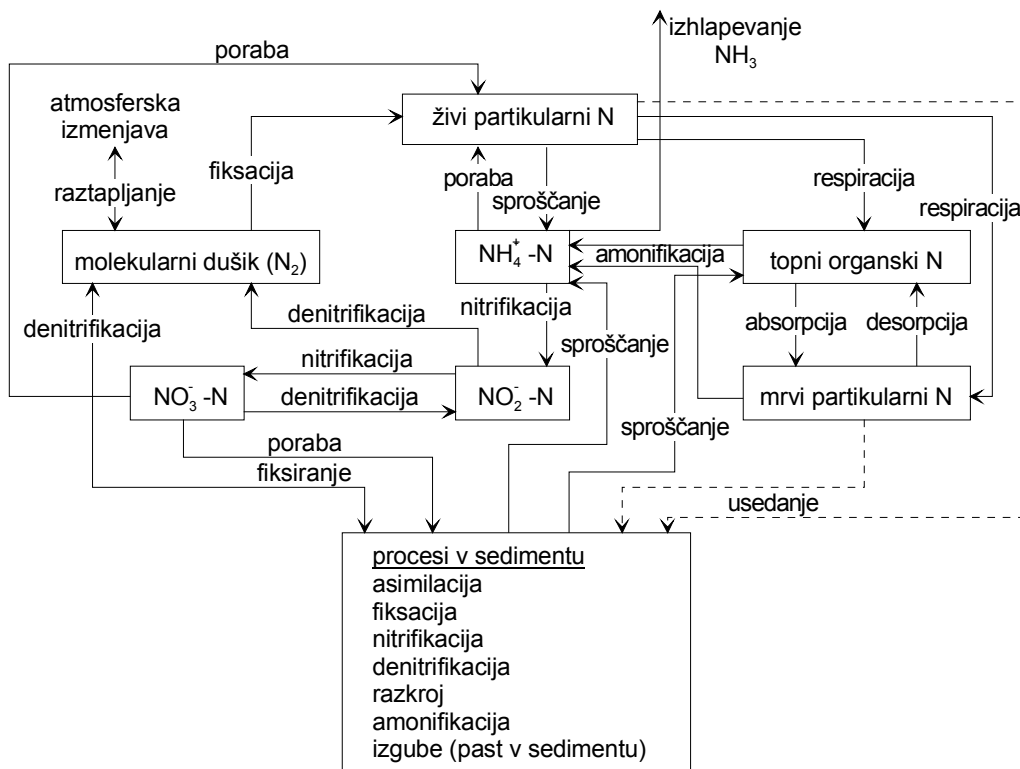 poraba
izhlapevanje
NH₃
atmosferska
izmenjava
živi partikularni N
fiksacija
poraba
sproščanje
respiracija
respiracija
raztapljanje
molekularni dušik (N₂)
NH₄⁺ -N
amonifikacija
topni organski N
denitrifikacija
denitrifikacija
nitrifikacija
sproščanje
absorpcija
desorpcija
nitrifikacija
NO₃⁻ -N
denitrifikacija
NO₂⁻ -N
mrvi partikularni N
sproščanje
poraba
fiksiranje
usedanje
procesi v sedimentu
asimilacija
fiksacija
nitrifikacija
denitrifikacija
razkroj
amonifikacija
izgube (past v sedimentu)